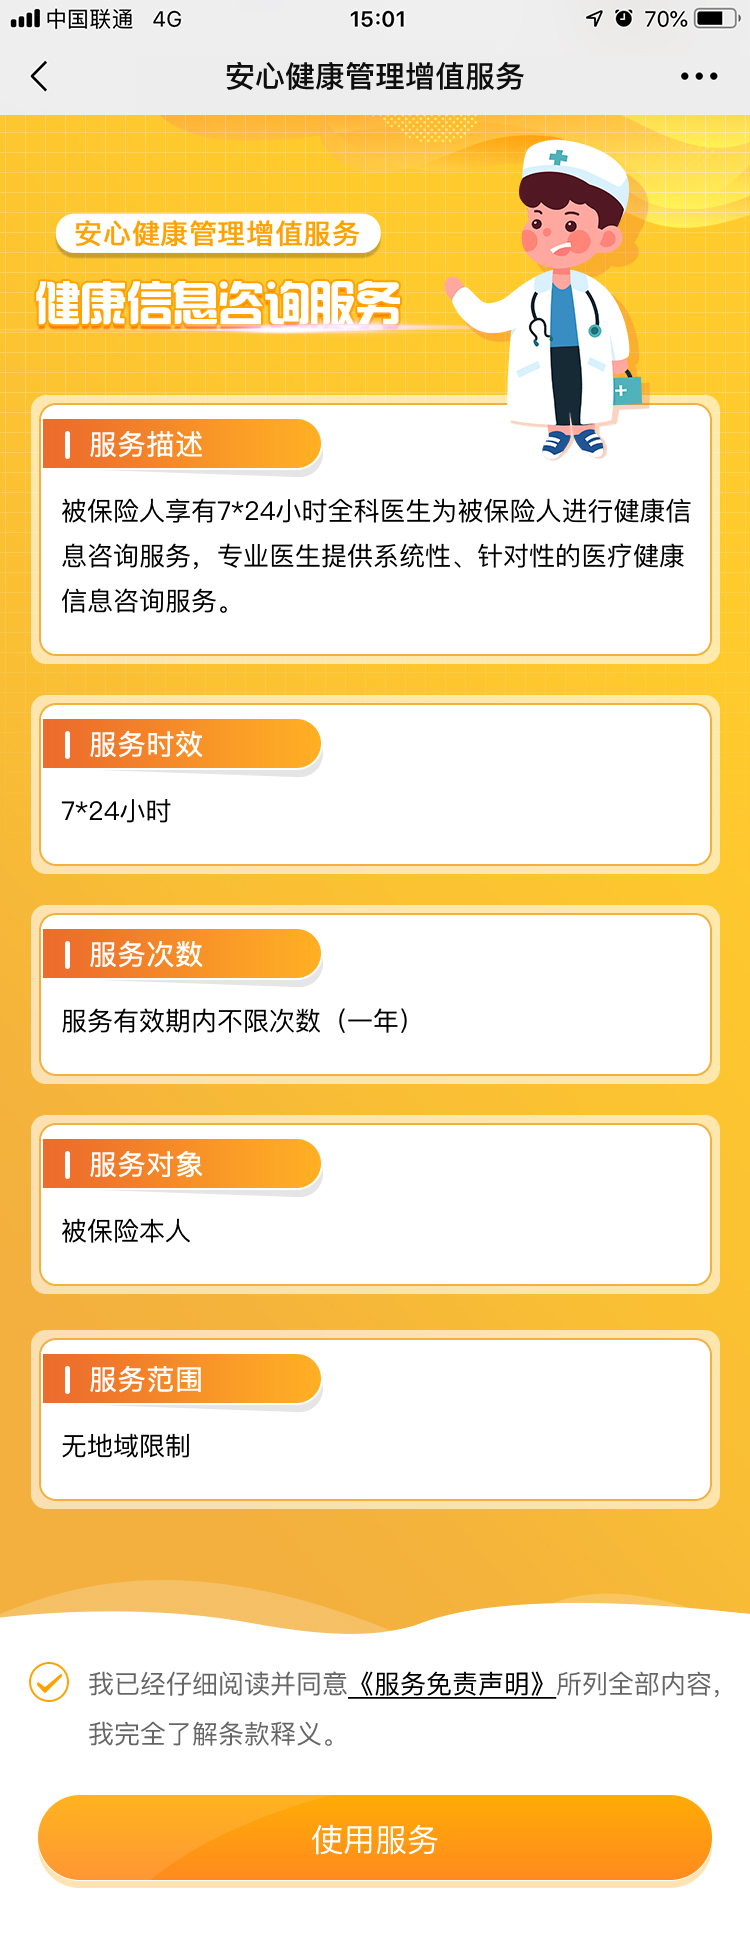 中国联通 4G 15:01 70%
安心健康管理增值服务
安心健康管理增值服务
健康信息咨询服务
服务描述
被保险人享有7*24小时全科医生为被保险人进行健康信
息咨询服务，专业医生提供系统性、针对性的医疗健康
信息咨询服务。
服务时效
7*24小时
服务次数
服务有效期内不限次数（一年）
服务对象
被保险本人
服务范围
无地域限制
我已经仔细阅读并同意《服务免责声明》所列全部内容，
我完全了解条款释义。
使用服务